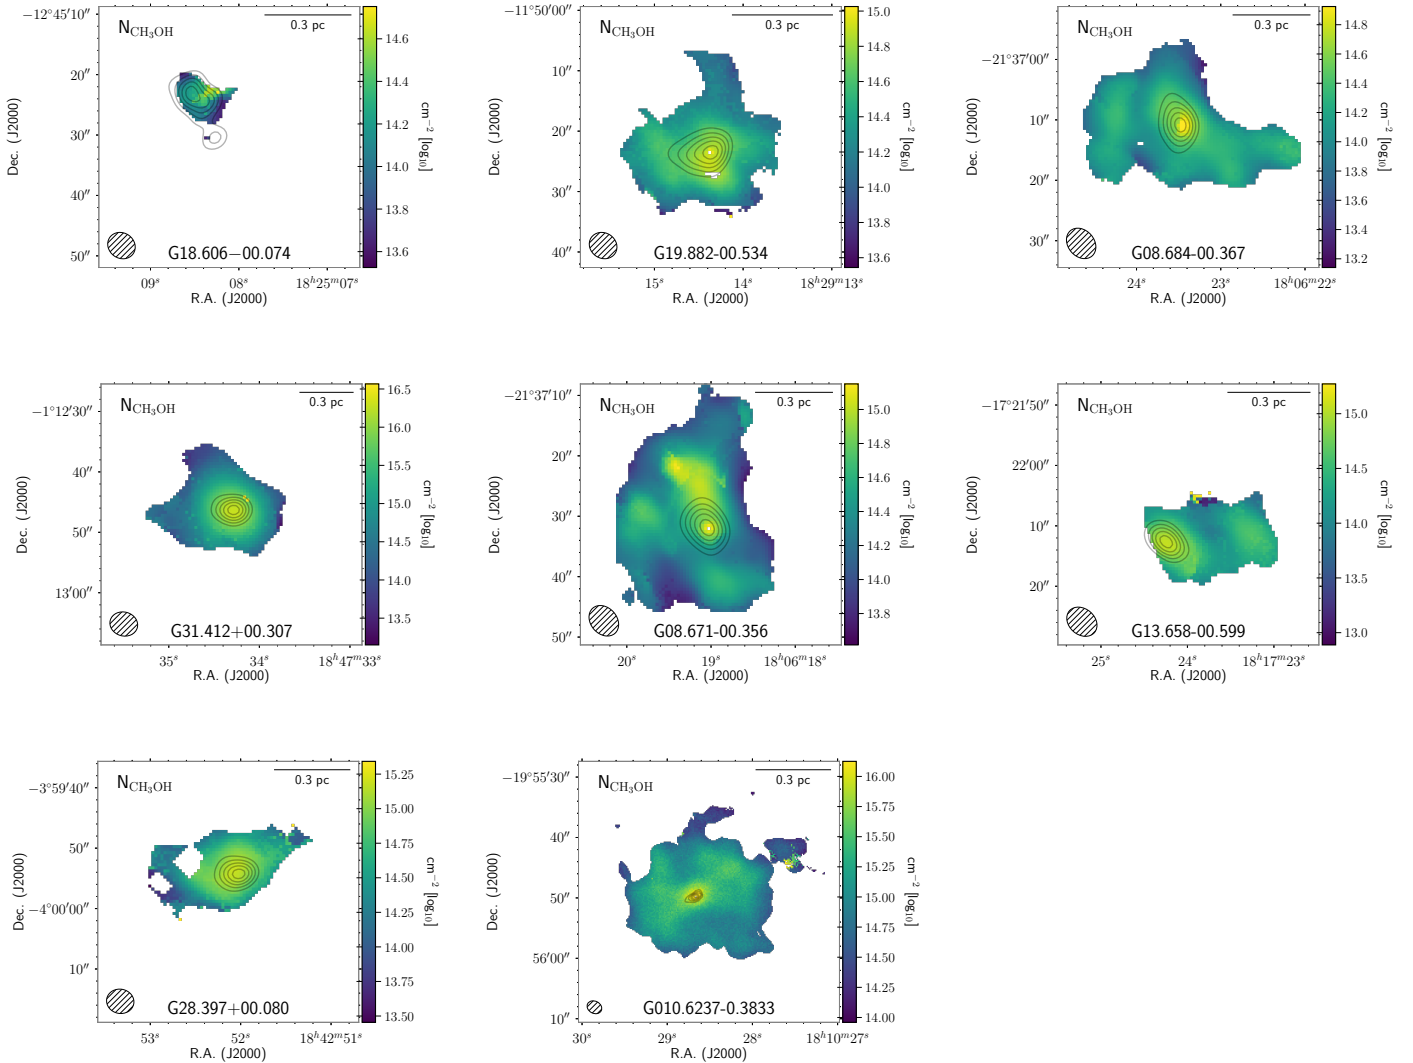 −12°45′10″
20″
30″
40″
50″
Dec. (J2000)
N_CH₃OH
0.3 pc
G18.606−00.074
09ˢ 08ˢ 18ʰ25ᵐ07ˢ
R.A. (J2000)
14.6
14.4
14.2
14.0
13.8
13.6
cm⁻² [log₁₀]
−11°50′00″
10″
20″
30″
40″
Dec. (J2000)
N_CH₃OH
0.3 pc
G19.882-00.534
15ˢ 14ˢ 18ʰ29ᵐ13ˢ
R.A. (J2000)
15.0
14.8
14.6
14.4
14.2
14.0
13.8
13.6
cm⁻² [log₁₀]
−21°37′00″
10″
20″
30″
Dec. (J2000)
N_CH₃OH
0.3 pc
G08.684-00.367
24ˢ 23ˢ 18ʰ06ᵐ22ˢ
R.A. (J2000)
14.8
14.6
14.4
14.2
14.0
13.8
13.6
13.4
13.2
cm⁻² [log₁₀]
−1°12′30″
40″
50″
13′00″
Dec. (J2000)
N_CH₃OH
0.3 pc
G31.412+00.307
35ˢ 34ˢ 18ʰ47ᵐ33ˢ
R.A. (J2000)
16.5
16.0
15.5
15.0
14.5
14.0
13.5
cm⁻² [log₁₀]
−21°37′10″
20″
30″
40″
50″
Dec. (J2000)
N_CH₃OH
0.3 pc
G08.671-00.356
20ˢ 19ˢ 18ʰ06ᵐ18ˢ
R.A. (J2000)
15.0
14.8
14.6
14.4
14.2
14.0
13.8
cm⁻² [log₁₀]
−17°21′50″
22′00″
10″
20″
Dec. (J2000)
N_CH₃OH
0.3 pc
G13.658-00.599
25ˢ 24ˢ 18ʰ17ᵐ23ˢ
R.A. (J2000)
15.0
14.5
14.0
13.5
13.0
cm⁻² [log₁₀]
−3°59′40″
50″
−4°00′00″
10″
Dec. (J2000)
N_CH₃OH
0.3 pc
G28.397+00.080
53ˢ 52ˢ 18ʰ42ᵐ51ˢ
R.A. (J2000)
15.25
15.00
14.75
14.50
14.25
14.00
13.75
13.50
cm⁻² [log₁₀]
−19°55′30″
40″
50″
56′00″
10″
Dec. (J2000)
N_CH₃OH
0.3 pc
G010.6237-0.3833
30ˢ 29ˢ 28ˢ 18ʰ10ᵐ27ˢ
R.A. (J2000)
16.00
15.75
15.50
15.25
15.00
14.75
14.50
14.25
14.00
cm⁻² [log₁₀]